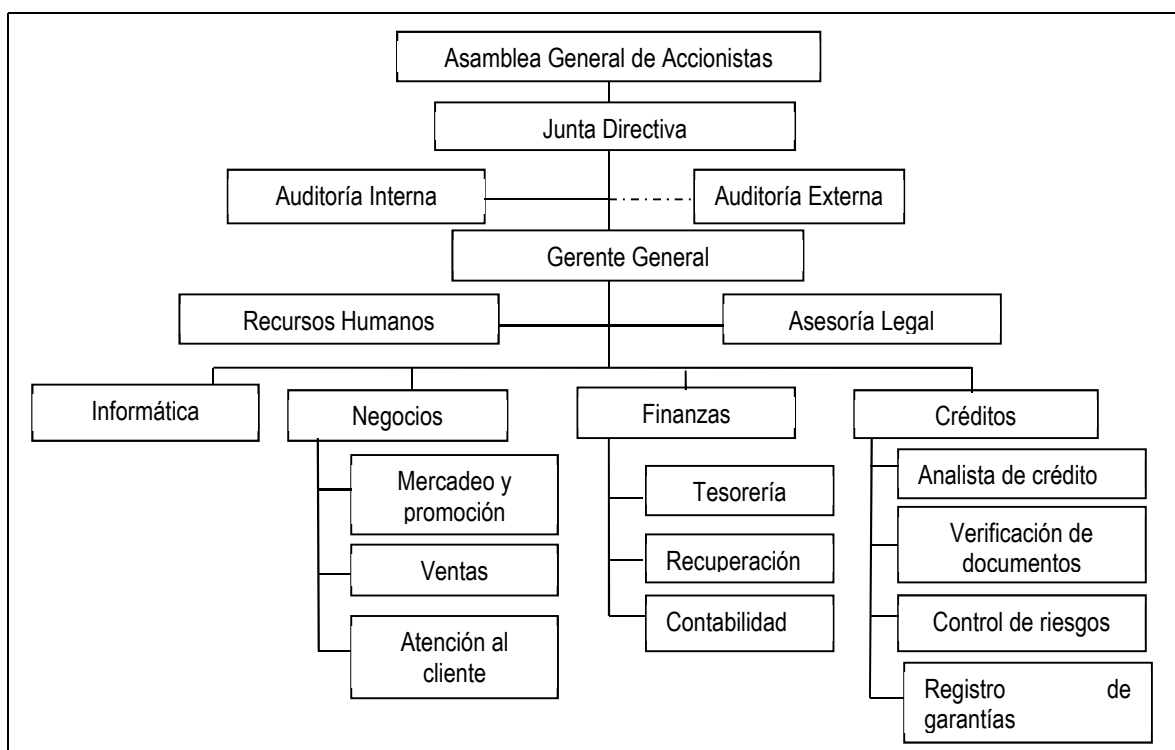 Asamblea General de Accionistas
Junta Directiva
Auditoría Interna
Auditoría Externa
Gerente General
Recursos Humanos
Asesoría Legal
Informática
Negocios
Finanzas
Créditos
Mercadeo y
promoción
Ventas
Atención al
cliente
Tesorería
Recuperación
Contabilidad
Analista de crédito
Verificación de
documentos
Control de riesgos
Registro de
garantías